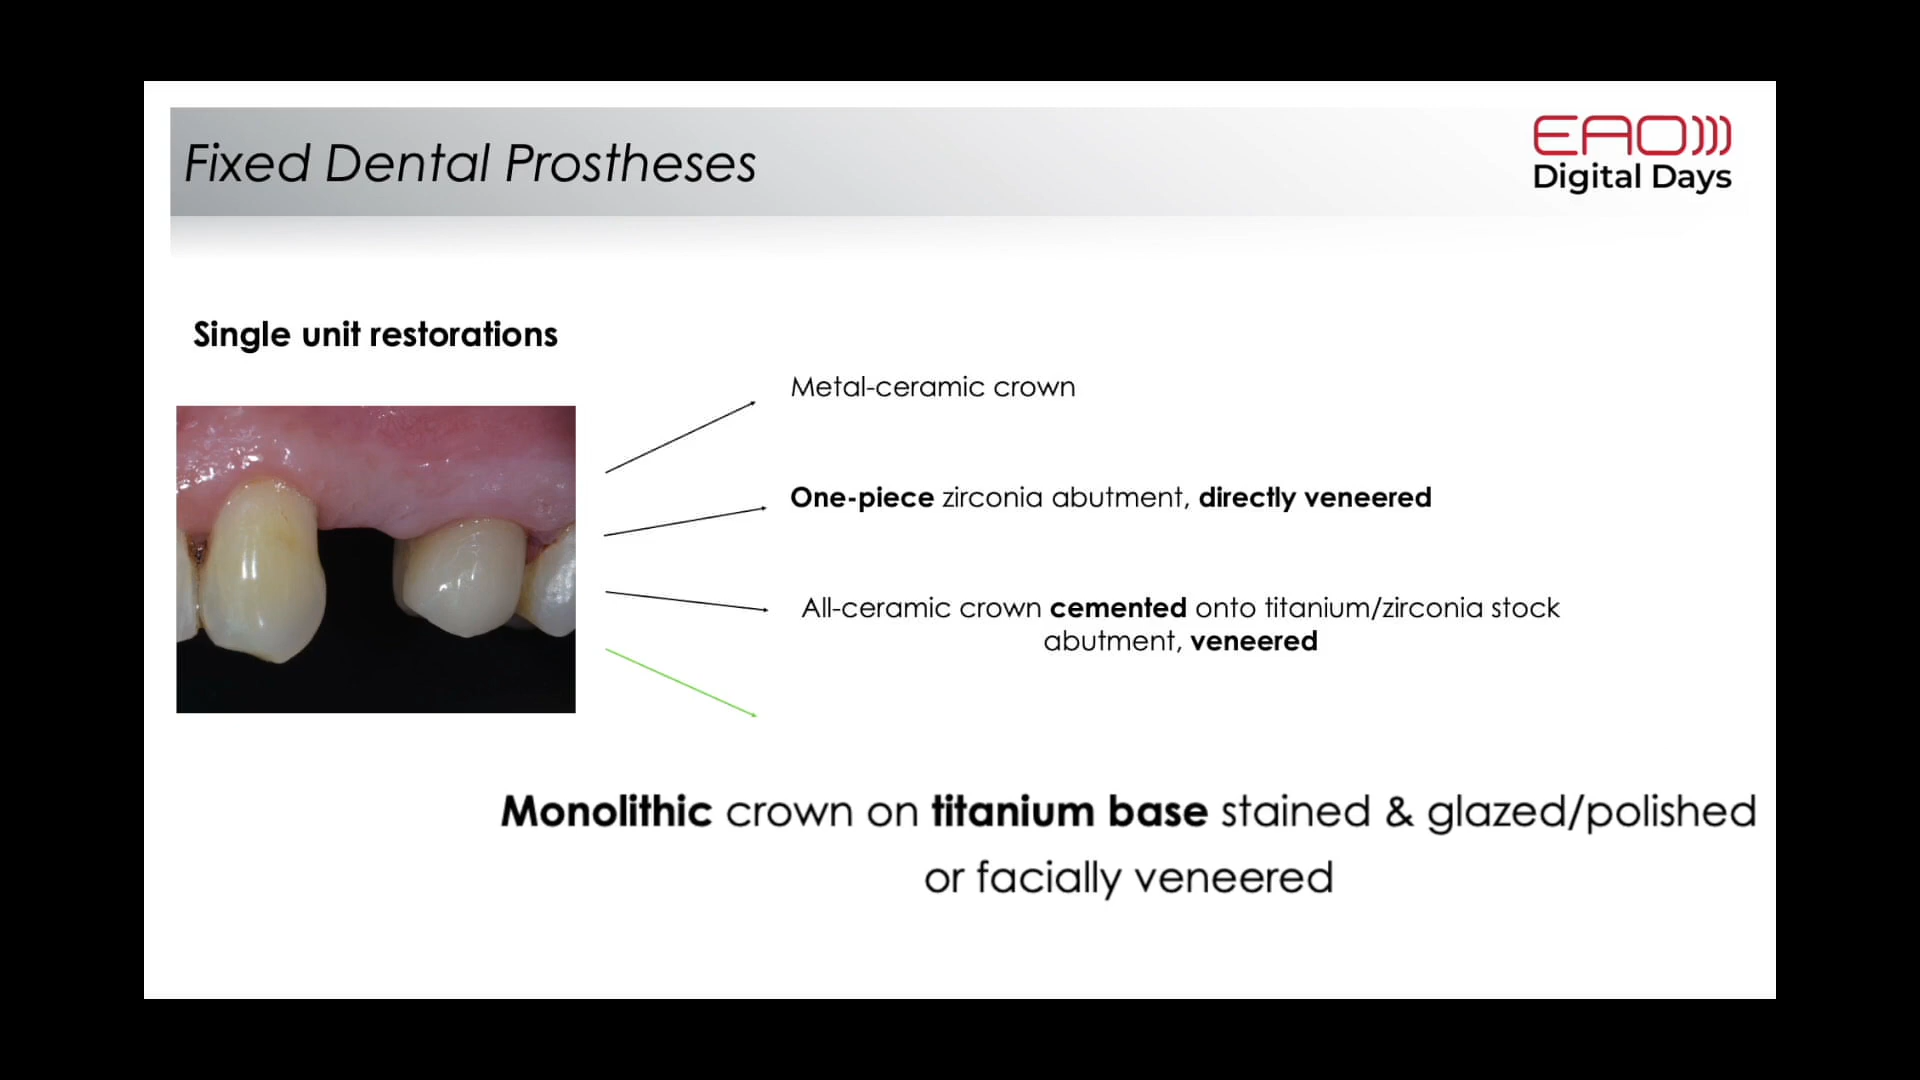 Fixed Dental Prostheses
EAO)))
Digital Days
Single unit restorations
Metal-ceramic crown
One-piece zirconia abutment, directly veneered
All-ceramic crown cemented onto titanium/zirconia stock
abutment, veneered
Monolithic crown on titanium base stained & glazed/polished
or facially veneered